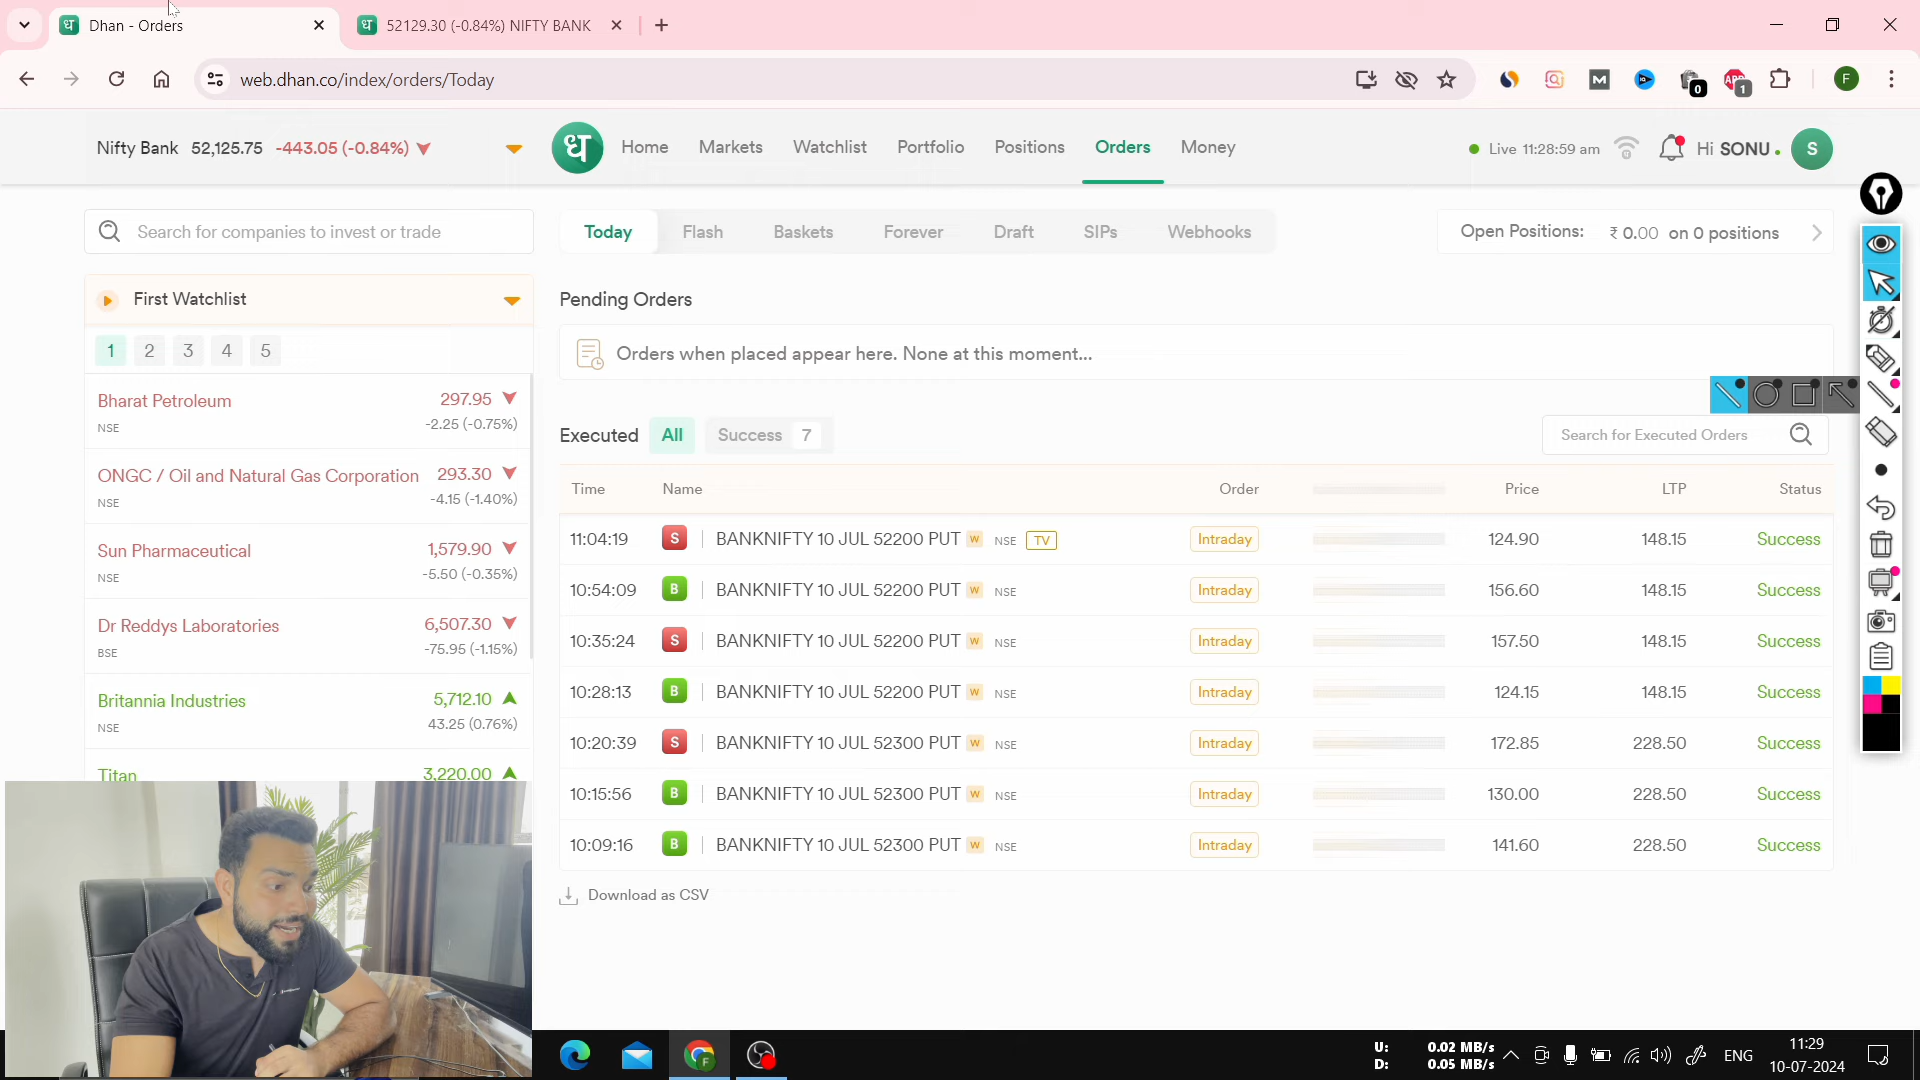 Dhan - Orders
52129.30 (-0.84%) NIFTY BANK
web.dhan.co/index/orders/Today
M
0
1
F
Nifty Bank 52,125.75 -443.05 (-0.84%)
ध
Home Markets Watchlist Portfolio Positions Orders Money
Live 11:28:59 am
Hi SONU
S
Search for companies to invest or trade
Today Flash Baskets Forever Draft SIPs Webhooks
Open Positions: ₹ 0.00 on 0 positions
First Watchlist
1 2 3 4 5
Bharat Petroleum 297.95
NSE -2.25 (-0.75%)
ONGC / Oil and Natural Gas Corporation 293.30
NSE -4.15 (-1.40%)
Sun Pharmaceutical 1,579.90
NSE -5.50 (-0.35%)
Dr Reddys Laboratories 6,507.30
BSE -75.95 (-1.15%)
Britannia Industries 5,712.10
NSE 43.25 (0.76%)
Titan 3,220.00
Pending Orders
Orders when placed appear here. None at this moment...
Executed All Success 7
Search for Executed Orders
Time Name Order Price LTP Status
11:04:19 S BANKNIFTY 10 JUL 52200 PUT W NSE TV Intraday 124.90 148.15 Success
10:54:09 B BANKNIFTY 10 JUL 52200 PUT W NSE Intraday 156.60 148.15 Success
10:35:24 S BANKNIFTY 10 JUL 52200 PUT W NSE Intraday 157.50 148.15 Success
10:28:13 B BANKNIFTY 10 JUL 52200 PUT W NSE Intraday 124.15 148.15 Success
10:20:39 S BANKNIFTY 10 JUL 52300 PUT W NSE Intraday 172.85 228.50 Success
10:15:56 B BANKNIFTY 10 JUL 52300 PUT W NSE Intraday 130.00 228.50 Success
10:09:16 B BANKNIFTY 10 JUL 52300 PUT W NSE Intraday 141.60 228.50 Success
Download as CSV
U: 0.02 MB/s
D: 0.05 MB/s
ENG
11:29
10-07-2024